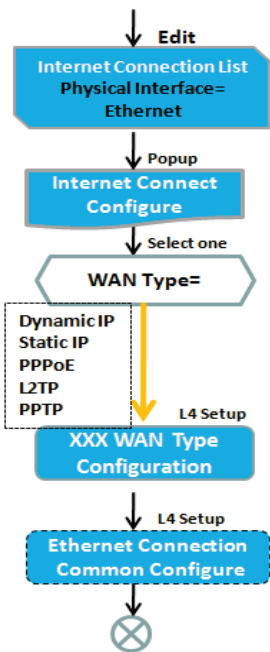 Edit
Internet Connection List
Physical Interface=
Ethernet
Popup
Internet Connect
Configure
Select one
WAN Type=
Dynamic IP
Static IP
PPPoE
L2TP
PPTP
L4 Setup
XXX WAN Type
Configuration
L4 Setup
Ethernet Connection
Common Configure